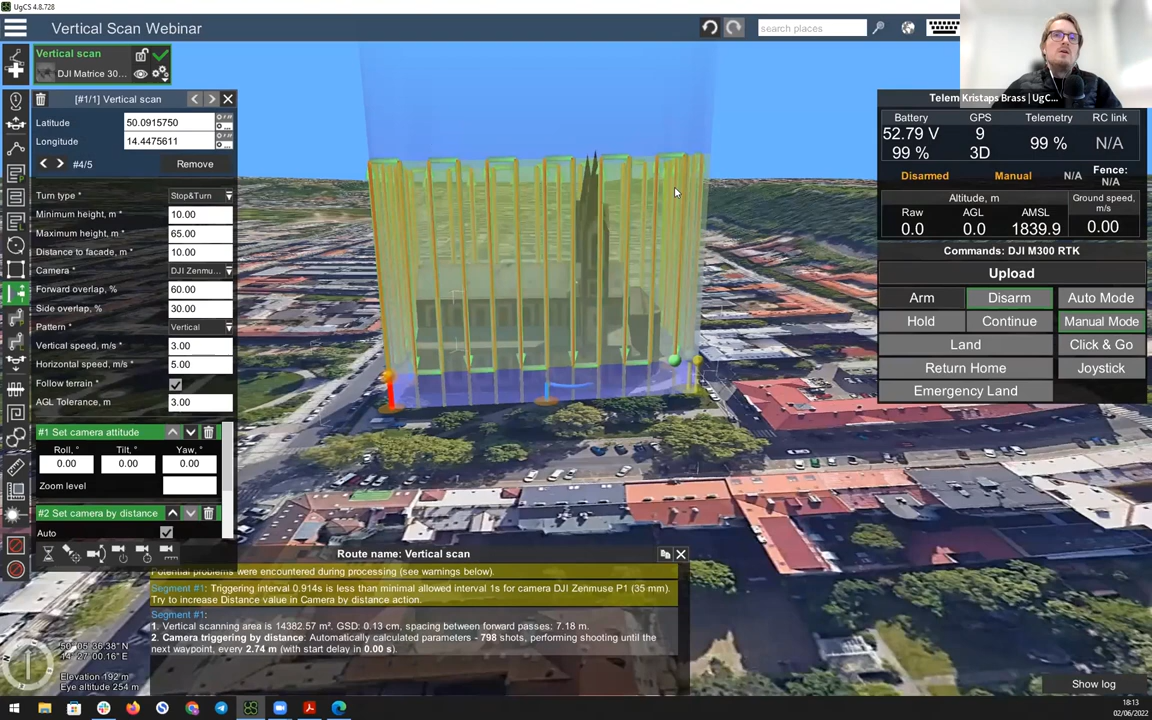 UgCS 4.8.728
Vertical Scan Webinar
search places
Vertical scan
DJI Matrice 30...
[#1/1] Vertical scan
Latitude 50.0915750
Longitude 14.4475611
#4/5 Remove
Turn type * Stop&Turn
Minimum height, m * 10.00
Maximum height, m * 65.00
Distance to facade, m * 10.00
Camera * DJI Zenmu...
Forward overlap, % 60.00
Side overlap, % 30.00
Pattern * Vertical
Vertical speed, m/s * 3.00
Horizontal speed, m/s * 5.00
Follow terrain *
AGL Tolerance, m 3.00
#1 Set camera attitude
Roll, ° Tilt, ° Yaw, °
0.00 0.00 0.00
Zoom level
#2 Set camera by distance
Auto
50° 05' 36.38" N
14° 27' 00.16" E
Elevation 192 m
Eye altitude 254 m
Route name: Vertical scan
Potential problems were encountered during processing (see warnings below).
Segment #1: Triggering interval 0.914s is less than minimal allowed interval 1s for camera DJI Zenmuse P1 (35 mm).
Try to increase Distance value in Camera by distance action.
Segment #1:
1. Vertical scanning area is 14382.57 m². GSD: 0.13 cm, spacing between forward passes: 7.18 m.
2. Camera triggering by distance: Automatically calculated parameters - 798 shots, performing shooting until the
next waypoint, every 2.74 m (with start delay in 0.00 s).
Telem Kristaps Brass | UgC...
Battery GPS Telemetry RC link
52.79 V 9 99 % N/A
99 % 3D
Disarmed Manual N/A Fence:
N/A
Altitude, m Ground speed,
m/s
Raw AGL AMSL
0.0 0.0 1839.9 0.00
Commands: DJI M300 RTK
Upload
Arm Disarm Auto Mode
Hold Continue Manual Mode
Land Click & Go
Return Home Joystick
Emergency Land
Show log
18:13
02/06/2022